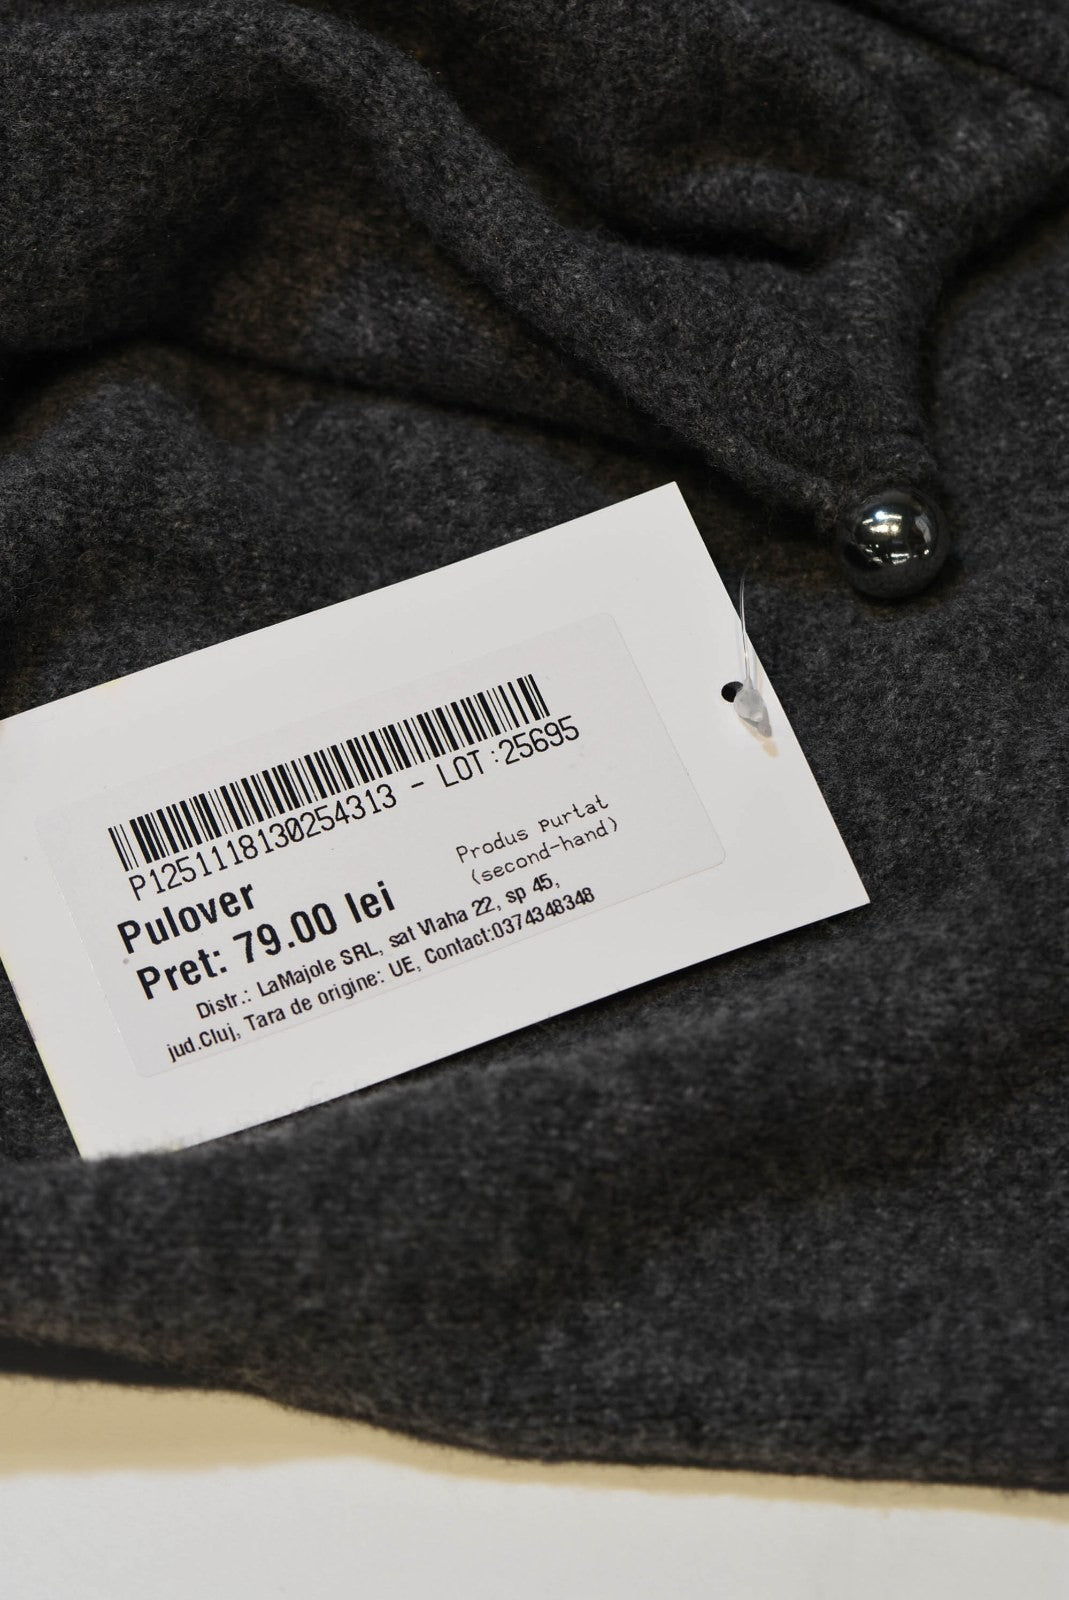 P1251118130254313 - LOT:25695
Pulover
Produs purtat
(second-hand)
Pret: 79.00 lei
Distr.: LaMajole SRL, sat Vlaha 22, sp 45,
jud.Cluj, Tara de origine: UE, Contact:0374348348